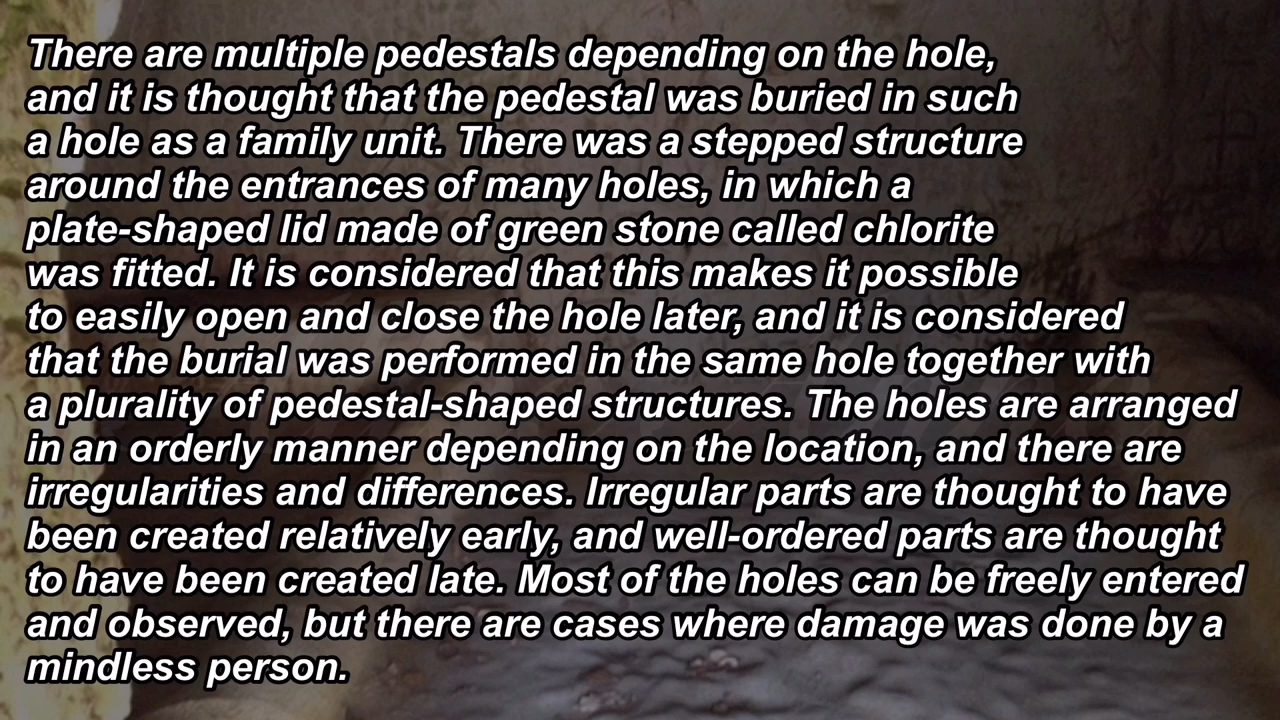 There are multiple pedestals depending on the hole,
and it is thought that the pedestal was buried in such
a hole as a family unit. There was a stepped structure
around the entrances of many holes, in which a
plate-shaped lid made of green stone called chlorite
was fitted. It is considered that this makes it possible
to easily open and close the hole later, and it is considered
that the burial was performed in the same hole together with
a plurality of pedestal-shaped structures. The holes are arranged
in an orderly manner depending on the location, and there are
irregularities and differences. Irregular parts are thought to have
been created relatively early, and well-ordered parts are thought
to have been created late. Most of the holes can be freely entered
and observed, but there are cases where damage was done by a
mindless person.